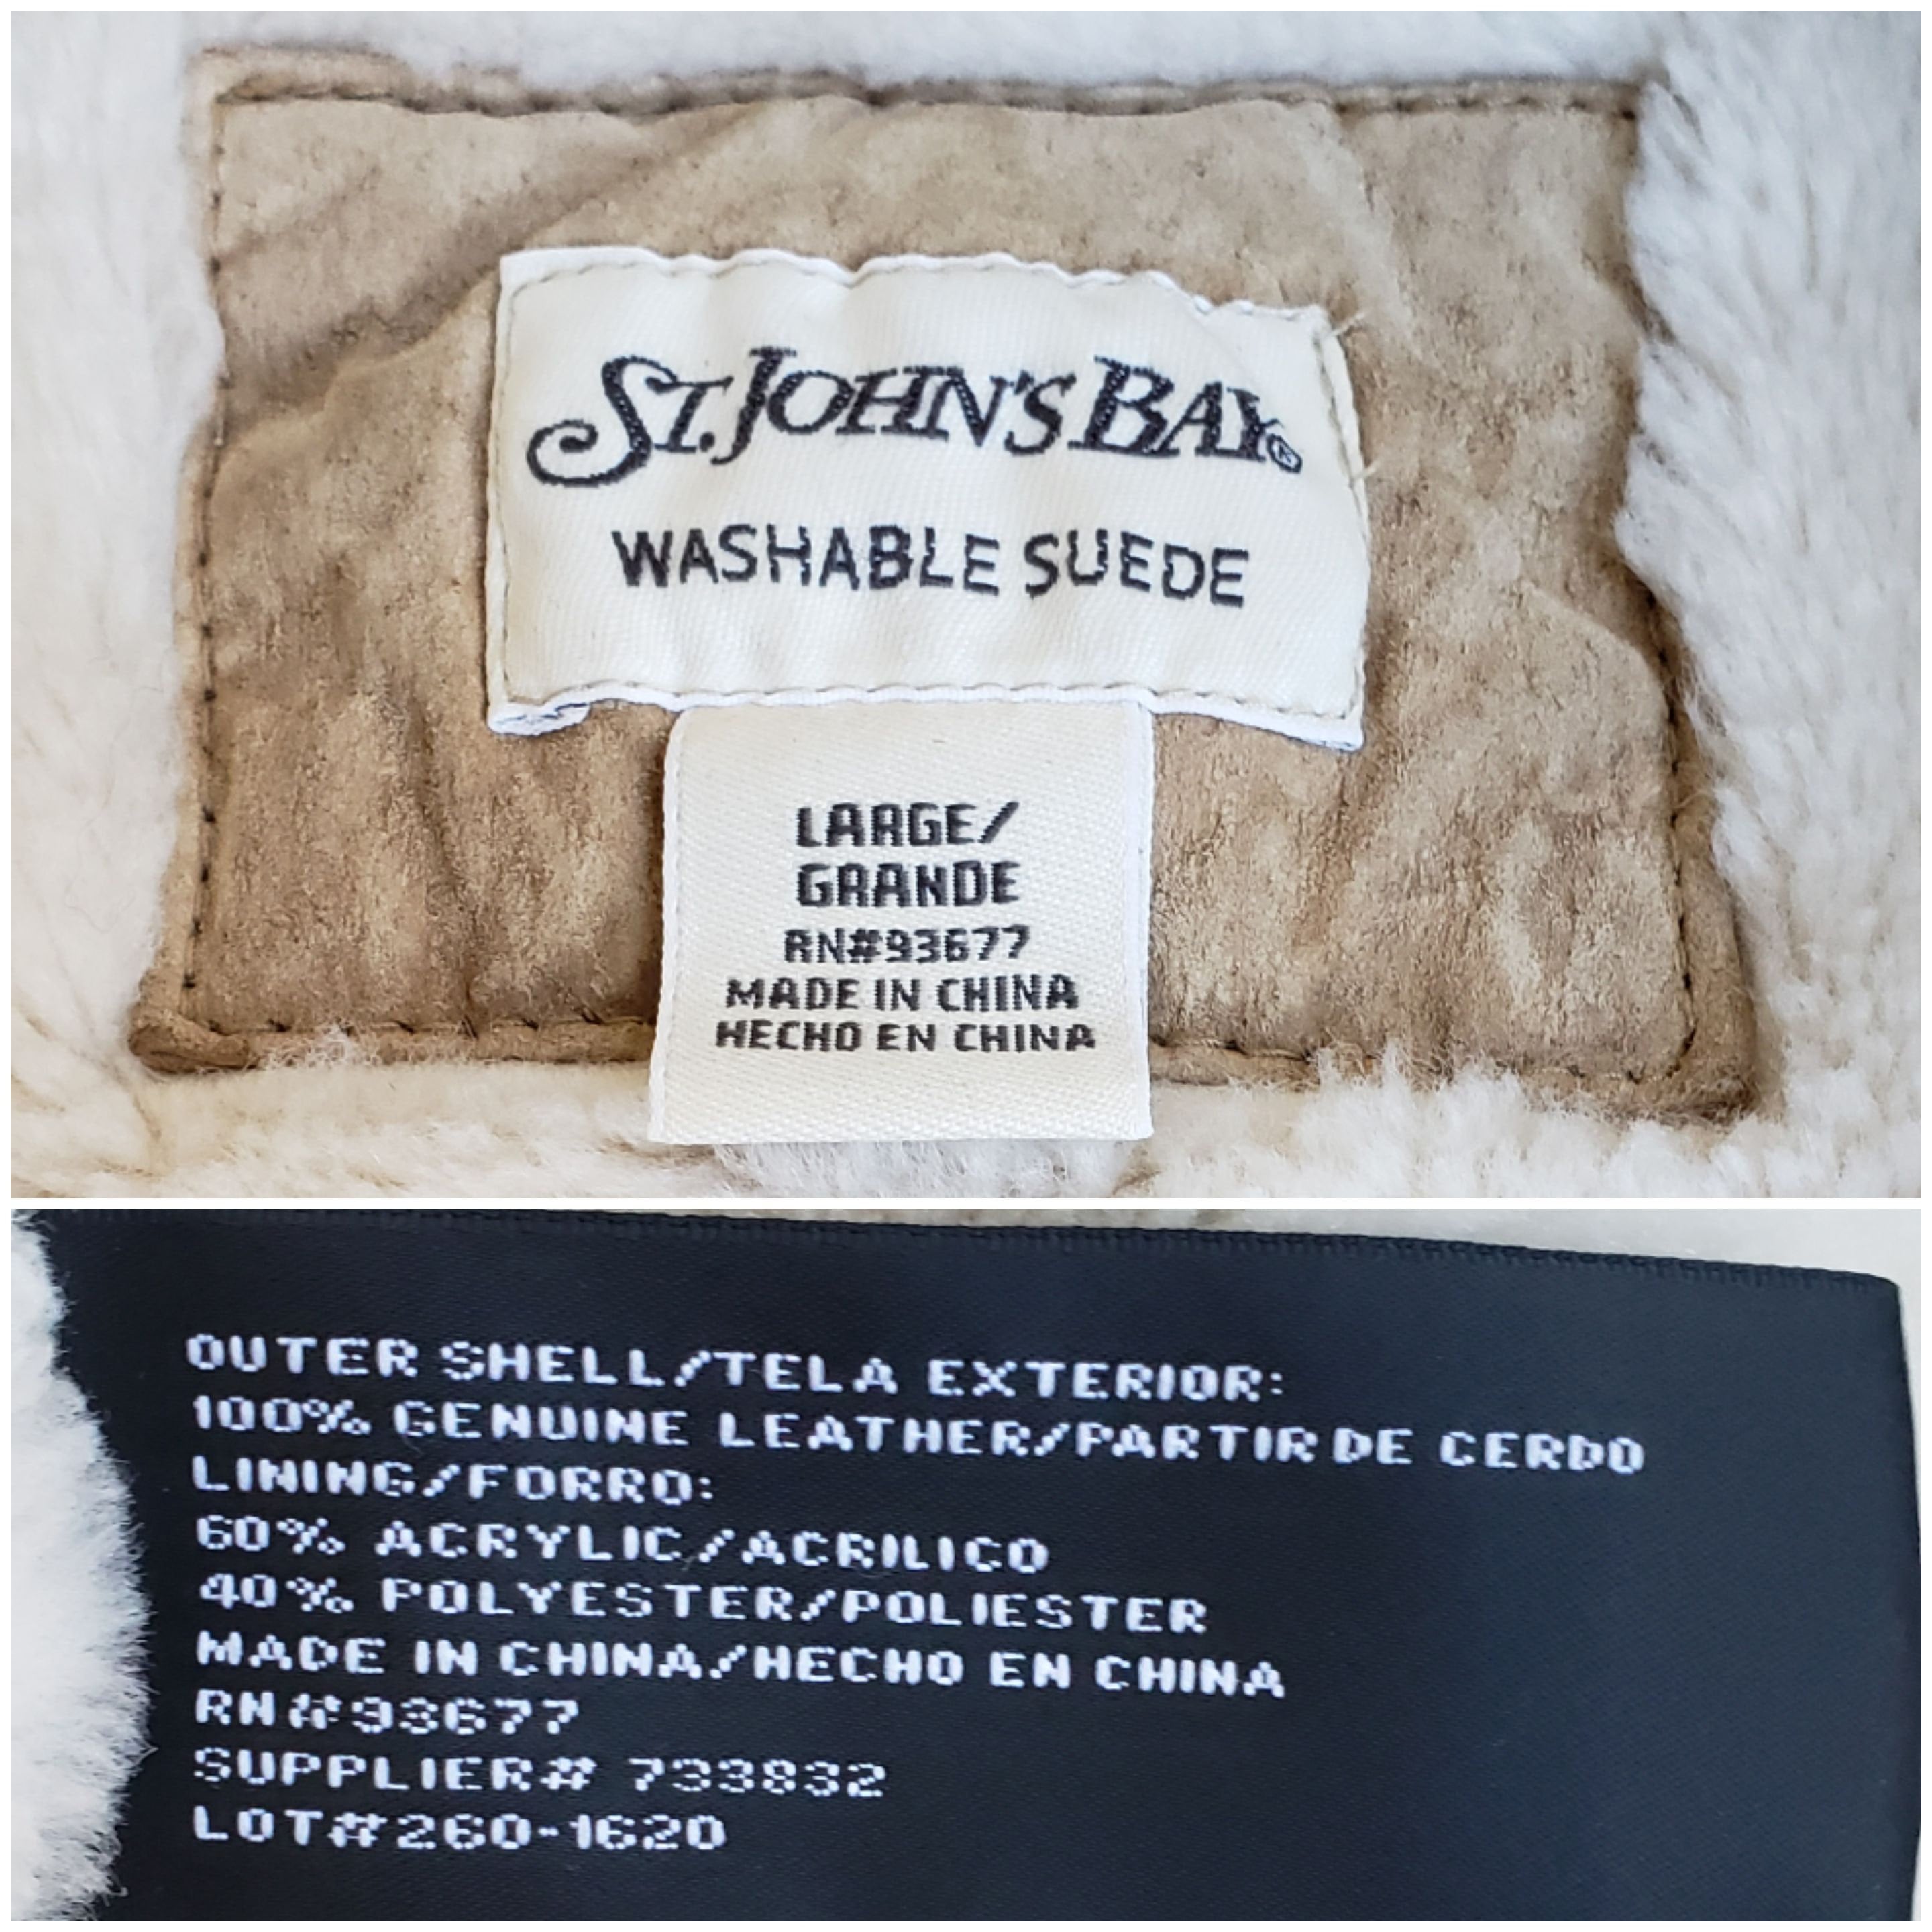 ST. JOHN'S BAY®
WASHABLE SUEDE
LARGE/
GRANDE
RN#93677
MADE IN CHINA
HECHO EN CHINA
OUTER SHELL/TELA EXTERIOR:
100% GENUINE LEATHER/PARTIR DE CERDO
LINING/FORRO:
60% ACRYLIC/ACRILICO
40% POLYESTER/POLIESTER
MADE IN CHINA/HECHO EN CHINA
RN#93677
SUPPLIER# 733832
LOT#260-1620